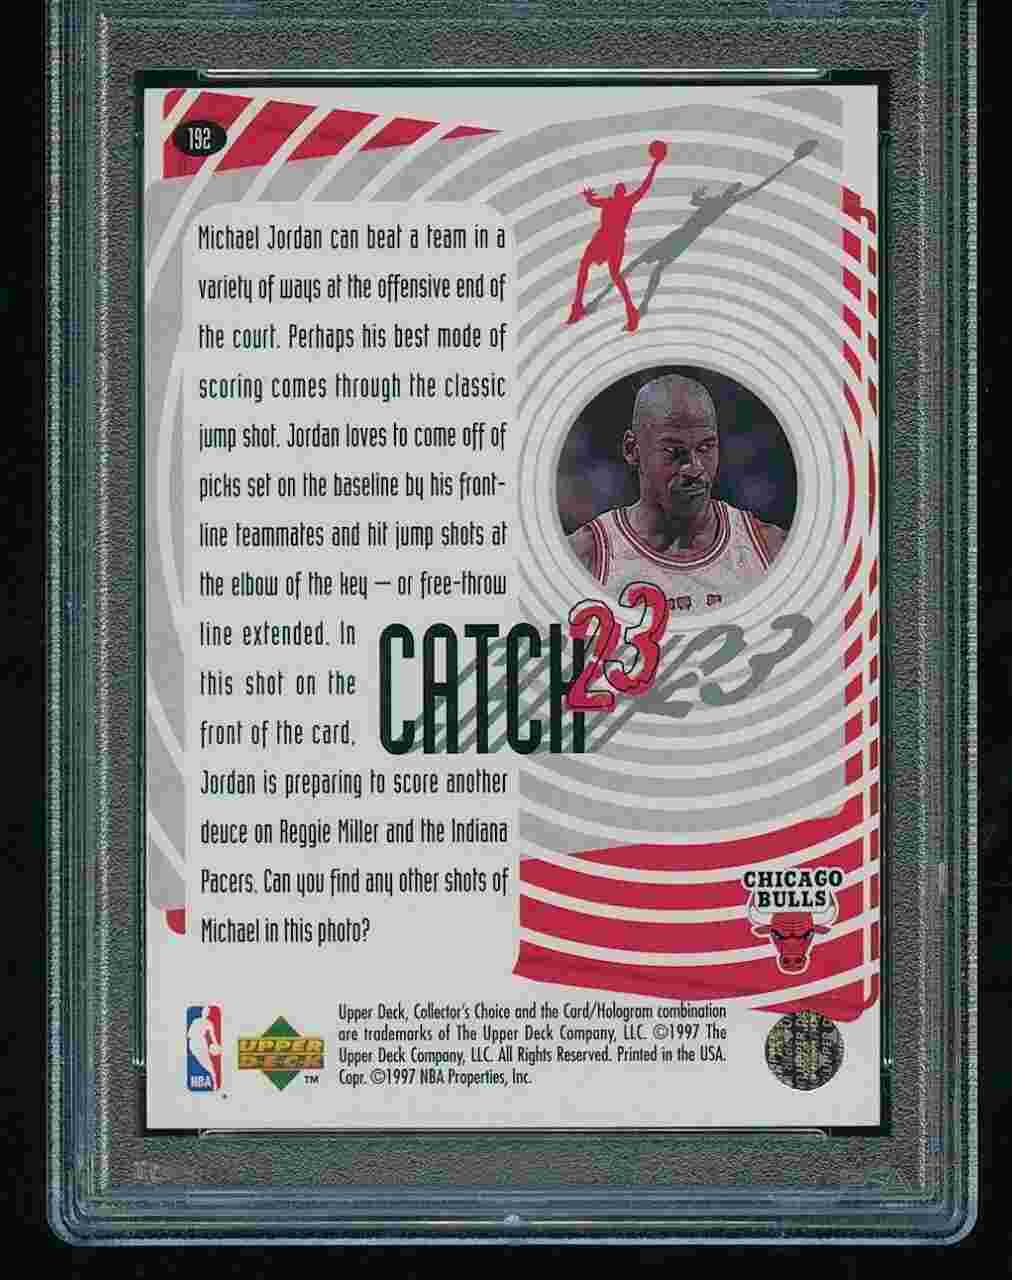 192
Michael Jordan can beat a team in a
variety of ways at the offensive end of
the court. Perhaps his best mode of
scoring comes through the classic
jump shot. Jordan loves to come off of
picks set on the baseline by his front-
line teammates and hit jump shots at
the elbow of the key — or free-throw
line extended. In
this shot on the
front of the card,
Jordan is preparing to score another
deuce on Reggie Miller and the Indiana
Pacers. Can you find any other shots of
Michael in this photo?
CATCH
23
CHICAGO
BULLS
NBA
UPPER
DECK
TM
Upper Deck, Collector's Choice and the Card/Hologram combination
are trademarks of The Upper Deck Company, LLC. ©1997 The
Upper Deck Company, LLC. All Rights Reserved. Printed in the USA.
Copr. ©1997 NBA Properties, Inc.